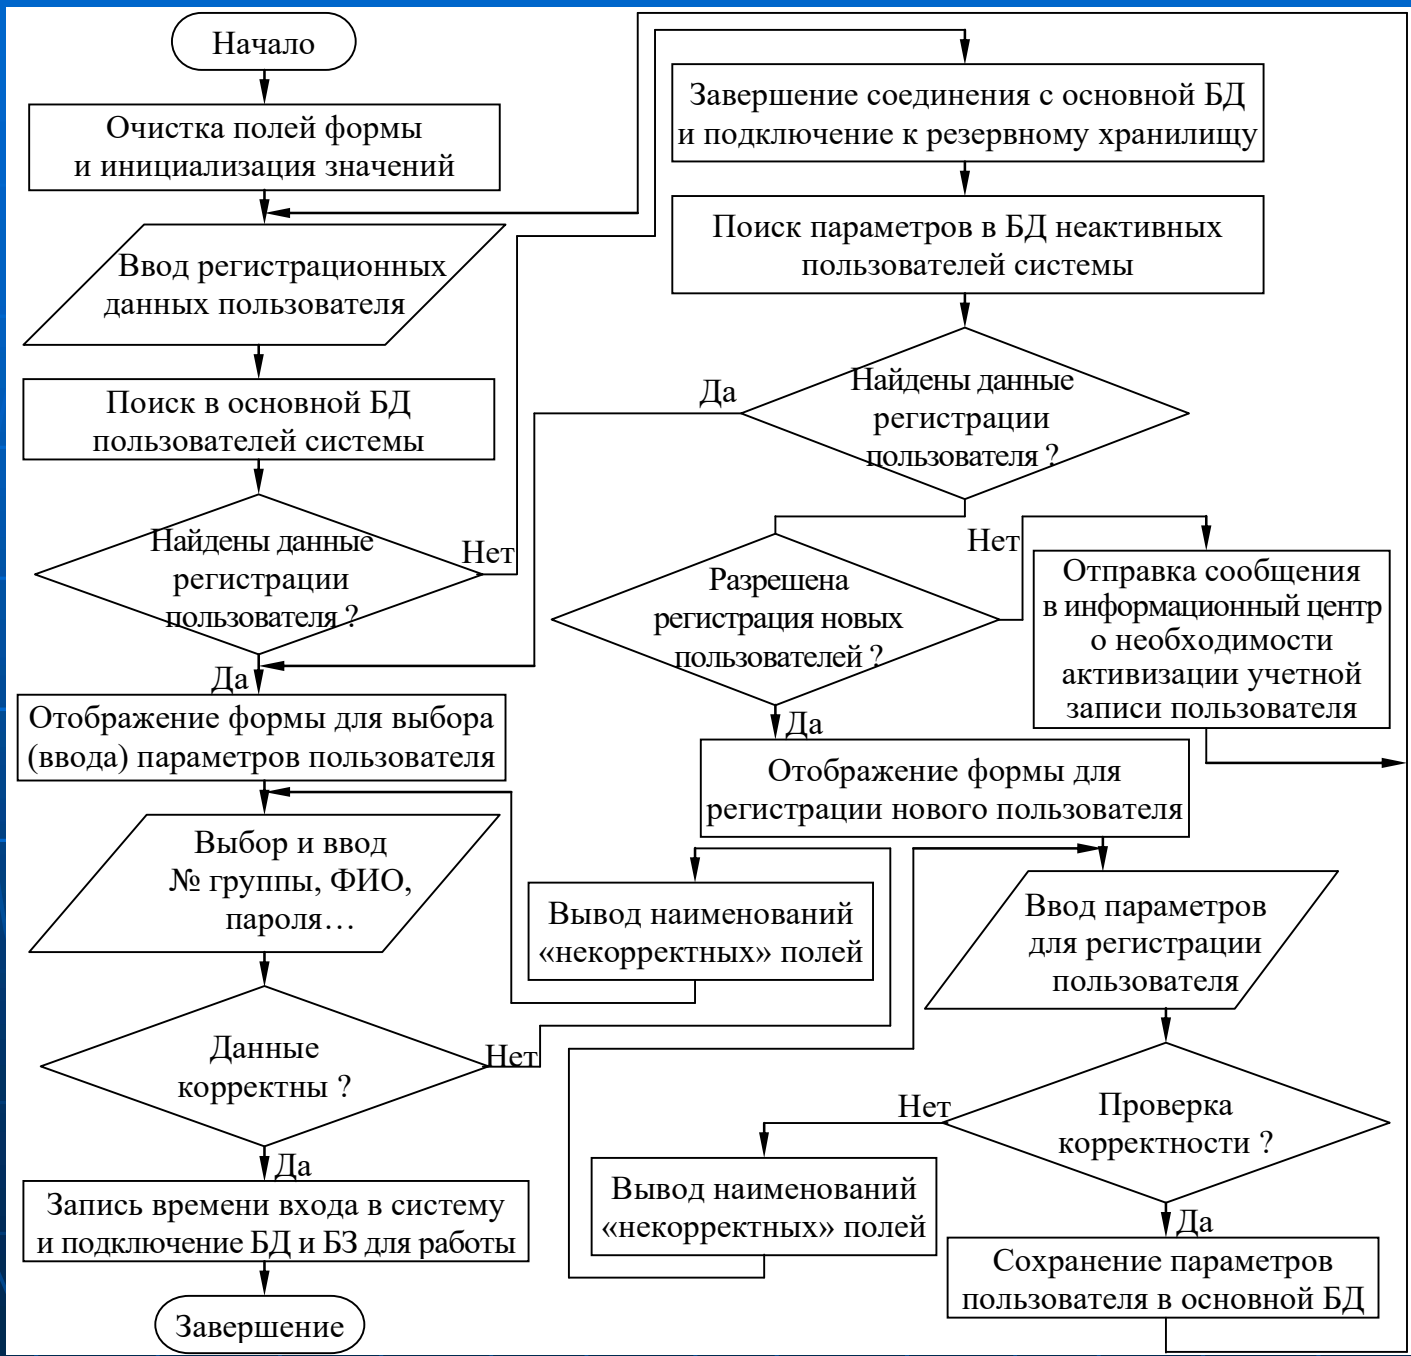 Начало
Очистка полей формы
и инициализация значений
Ввод регистрационных
данных пользователя
Поиск в основной БД
пользователей системы
Найдены данные
регистрации
пользователя ?
Нет
Да
Отображение формы для выбора
(ввода) параметров пользователя
Выбор и ввод
№ группы, ФИО,
пароля…
Данные
корректны ?
Нет
Да
Запись времени входа в систему
и подключение БД и БЗ для работы
Завершение
Вывод наименований
«некорректных» полей
Завершение соединения с основной БД
и подключение к резервному хранилищу
Поиск параметров в БД неактивных
пользователей системы
Да
Найдены данные
регистрации
пользователя ?
Разрешена
регистрация новых
пользователей ?
Нет
Отправка сообщения
в информационный центр
о необходимости
активизации учетной
записи пользователя
Да
Отображение формы для
регистрации нового пользователя
Ввод параметров
для регистрации
пользователя
Проверка
корректности ?
Нет
Вывод наименований
«некорректных» полей
Да
Сохранение параметров
пользователя в основной БД